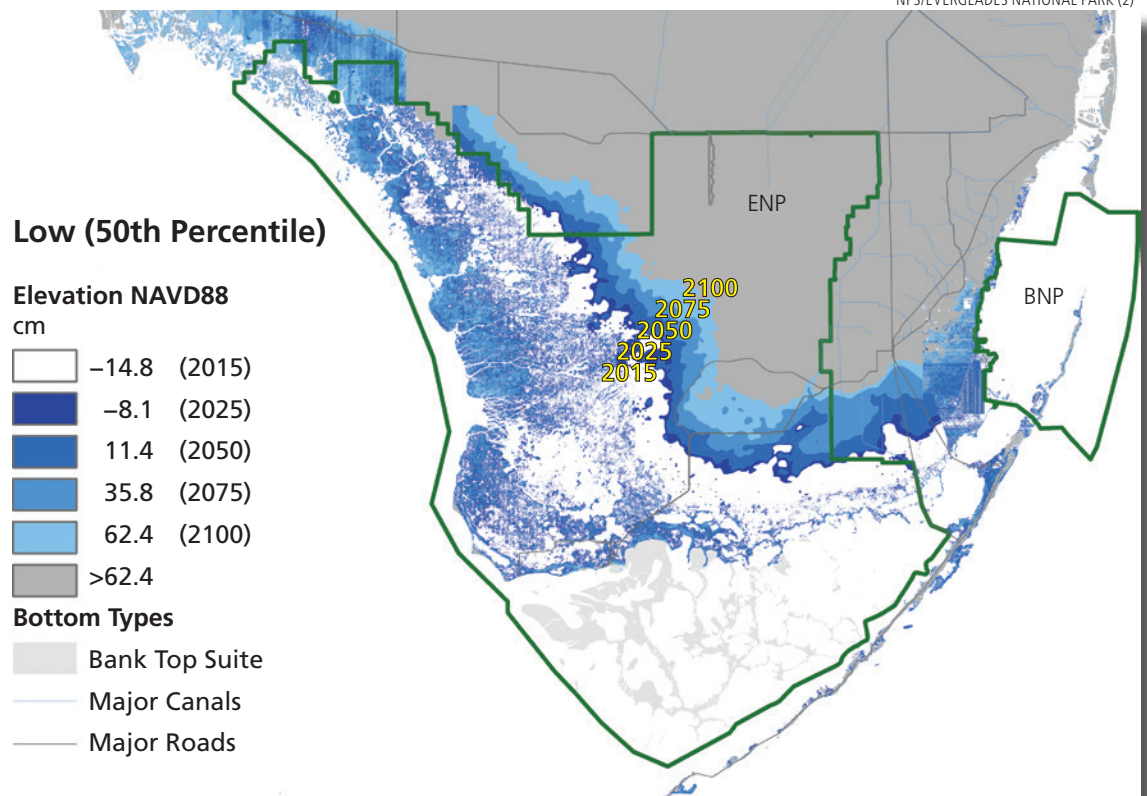 NPS/EVERGLADES NATIONAL PARK (2)
ENP
BNP
Low (50th Percentile)
Elevation NAVD88
cm
−14.8 (2015)
−8.1 (2025)
11.4 (2050)
35.8 (2075)
62.4 (2100)
>62.4
Bottom Types
Bank Top Suite
Major Canals
Major Roads
2100
2075
2050
2025
2015